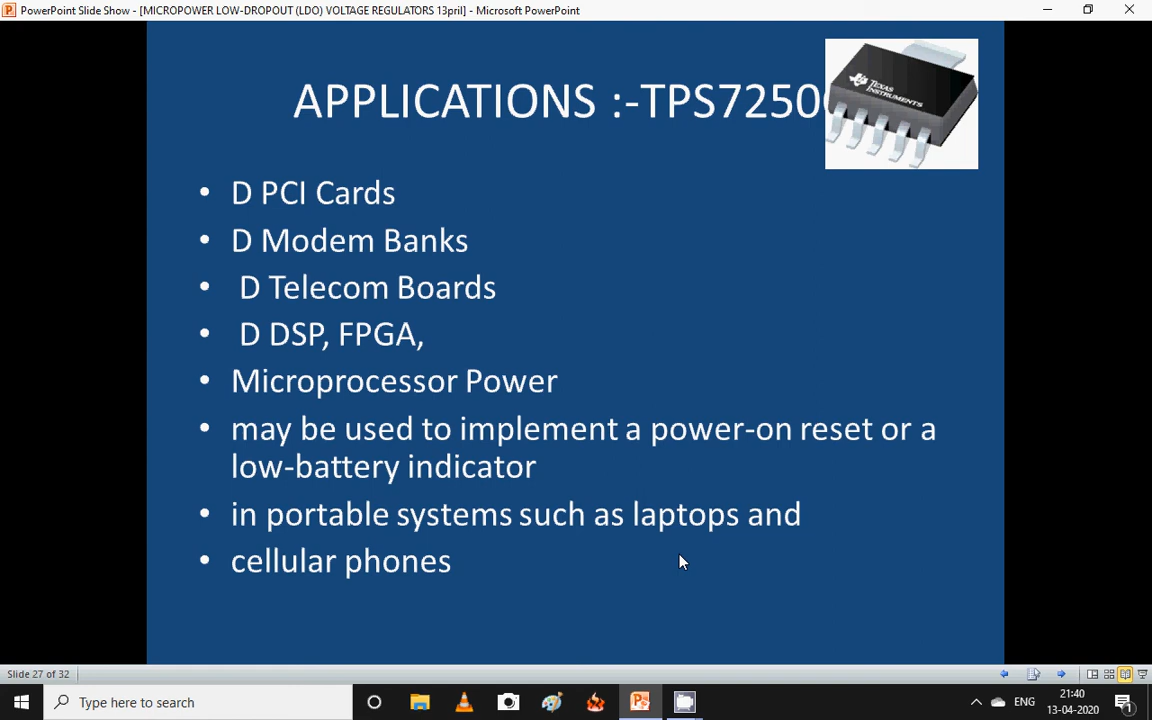 PowerPoint Slide Show - [MICROPOWER LOW-DROPOUT (LDO) VOLTAGE REGULATORS 13pril] - Microsoft PowerPoint
APPLICATIONS :-TPS7250
TEXAS
INSTRUMENTS
• D PCI Cards
• D Modem Banks
• D Telecom Boards
• D DSP, FPGA,
• Microprocessor Power
• may be used to implement a power-on reset or a
low-battery indicator
• in portable systems such as laptops and
• cellular phones
Slide 27 of 32
Type here to search
ENG
21:40
13-04-2020
1